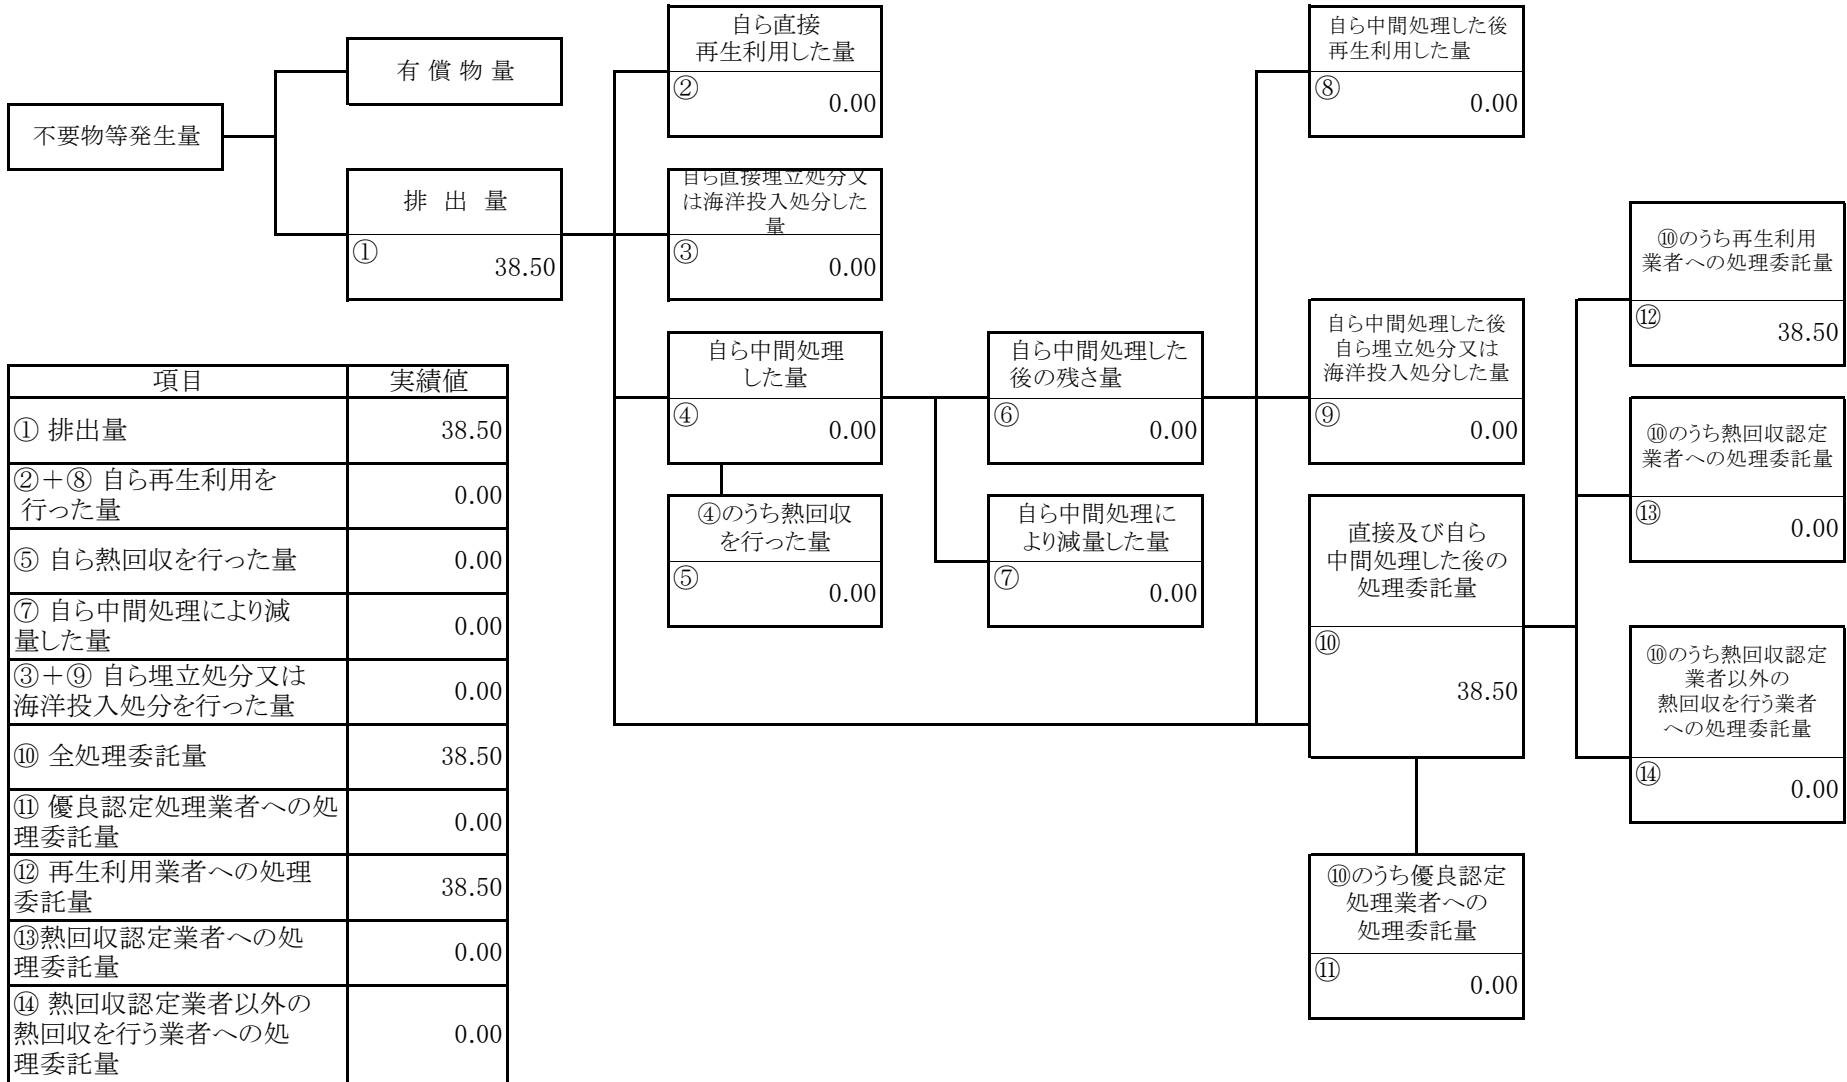 不要物等発生量
有 償 物 量
排 出 量
①
38.50
自ら直接
再生利用した量
②
0.00
自ら直接埋立処分又
は海洋投入処分した
量
③
0.00
自ら中間処理
した量
④
0.00
④のうち熱回収
を行った量
⑤
0.00
自ら中間処理した
後の残さ量
⑥
0.00
自ら中間処理に
より減量した量
⑦
0.00
自ら中間処理した後
再生利用した量
⑧
0.00
自ら中間処理した後
自ら埋立処分又は
海洋投入処分した量
⑨
0.00
直接及び自ら
中間処理した後の
処理委託量
⑩
38.50
⑩のうち優良認定
処理業者への
処理委託量
⑪
0.00
⑩のうち再生利用
業者への処理委託量
⑫
38.50
⑩のうち熱回収認定
業者への処理委託量
⑬
0.00
⑩のうち熱回収認定
業者以外の
熱回収を行う業者
への処理委託量
⑭
0.00
項目 実績値
① 排出量 38.50
②+⑧ 自ら再生利用を
行った量
0.00
⑤ 自ら熱回収を行った量 0.00
⑦ 自ら中間処理により減
量した量
0.00
③+⑨ 自ら埋立処分又は
海洋投入処分を行った量
0.00
⑩ 全処理委託量 38.50
⑪ 優良認定処理業者への処
理委託量
0.00
⑫ 再生利用業者への処理
委託量
38.50
⑬熱回収認定業者への処
理委託量
0.00
⑭ 熱回収認定業者以外の
熱回収を行う業者への処
理委託量
0.00